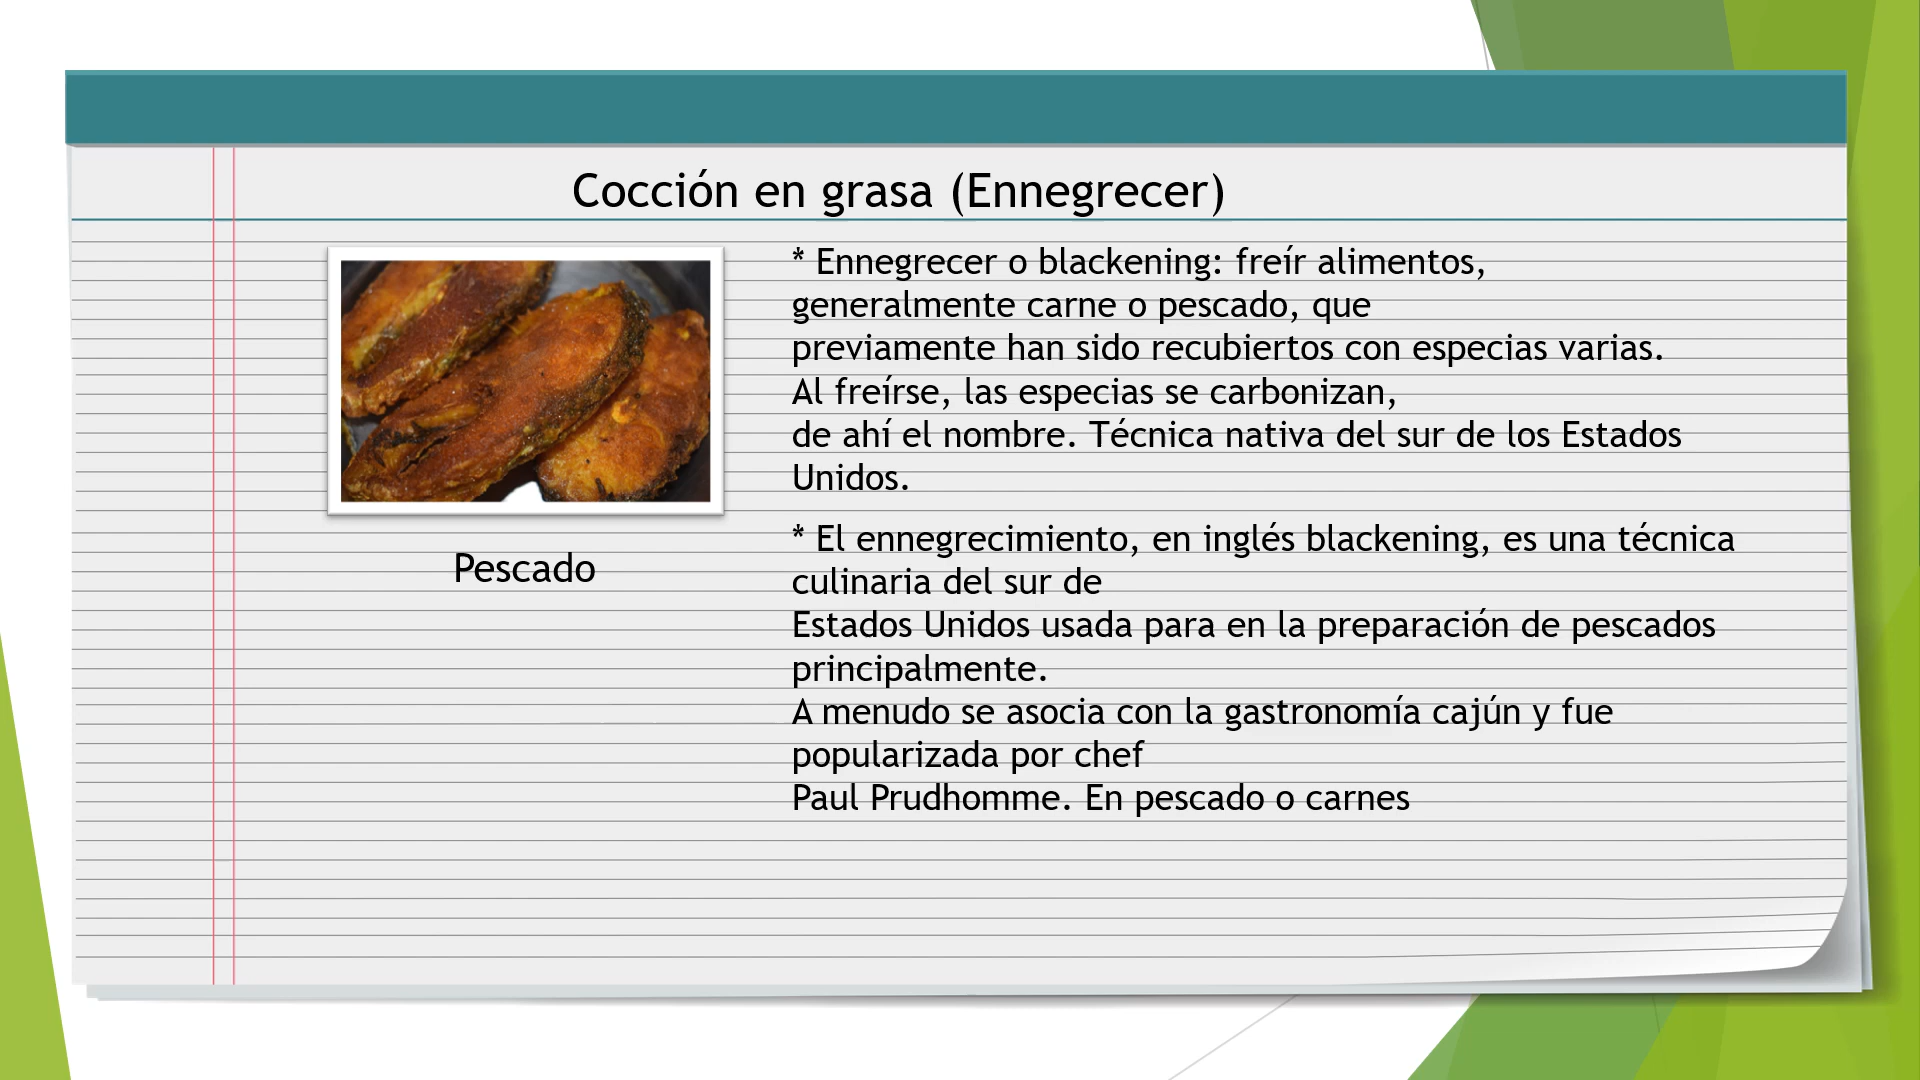 Cocción en grasa (Ennegrecer)
* Ennegrecer o blackening: freír alimentos,
generalmente carne o pescado, que
previamente han sido recubiertos con especias varias.
Al freírse, las especias se carbonizan,
de ahí el nombre. Técnica nativa del sur de los Estados
Unidos.
* El ennegrecimiento, en inglés blackening, es una técnica
culinaria del sur de
Estados Unidos usada para en la preparación de pescados
principalmente.
A menudo se asocia con la gastronomía cajún y fue
popularizada por chef
Paul Prudhomme. En pescado o carnes
Pescado